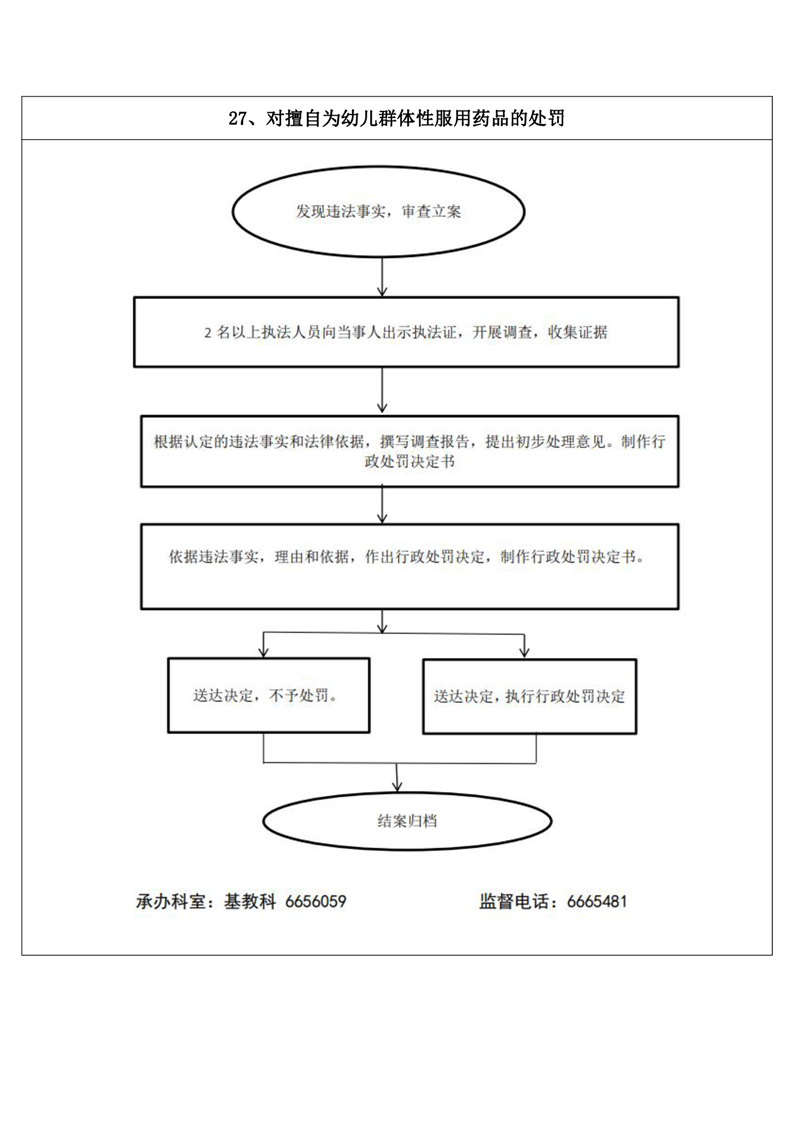 27、对擅自为幼儿群体性服用药品的处罚
发现违法事实，审查立案
2 名以上执法人员向当事人出示执法证，开展调查，收集证据
根据认定的违法事实和法律依据，撰写调查报告，提出初步处理意见。制作行
政处罚决定书
依据违法事实，理由和依据，作出行政处罚决定，制作行政处罚决定书。
送达决定，不予处罚。
送达决定，执行行政处罚决定
结案归档
承办科室：基教科 6656059
监督电话：6665481